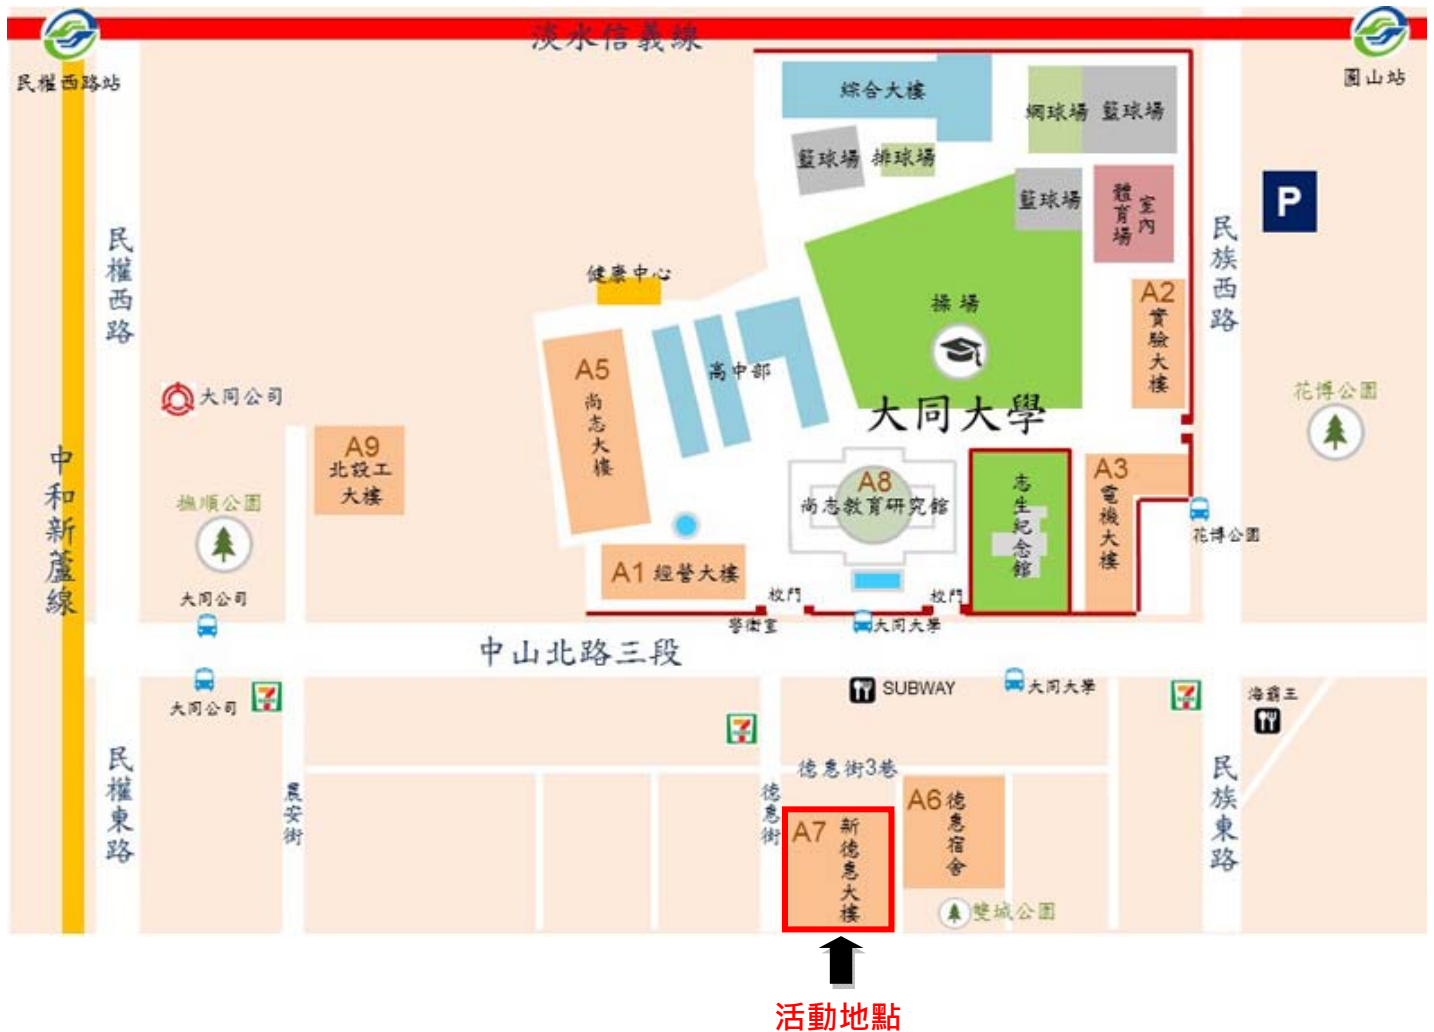 淡水信義線
民權西路站
圓山站
綜合大樓
網球場
籃球場
籃球場
排球場
籃球場
室內
體育場
民權西路
民族西路
P
健康中心
操場
A2
實驗大樓
A5
尚志大樓
高中部
大同公司
大同大學
花博公園
A9
北設工
大樓
中和新蘆線
撫順公園
A8
尚志教育研究館
志生紀念館
A3
電機大樓
花博公園
A1 經營大樓
校門
校門
大同公司
警衛室
大同大學
中山北路三段
大同公司
7
7
SUBWAY
大同大學
7
海霸王
民權東路
農安街
德惠街
德惠街3巷
民族東路
A7
新德惠大樓
A6
德惠宿舍
雙城公園
活動地點